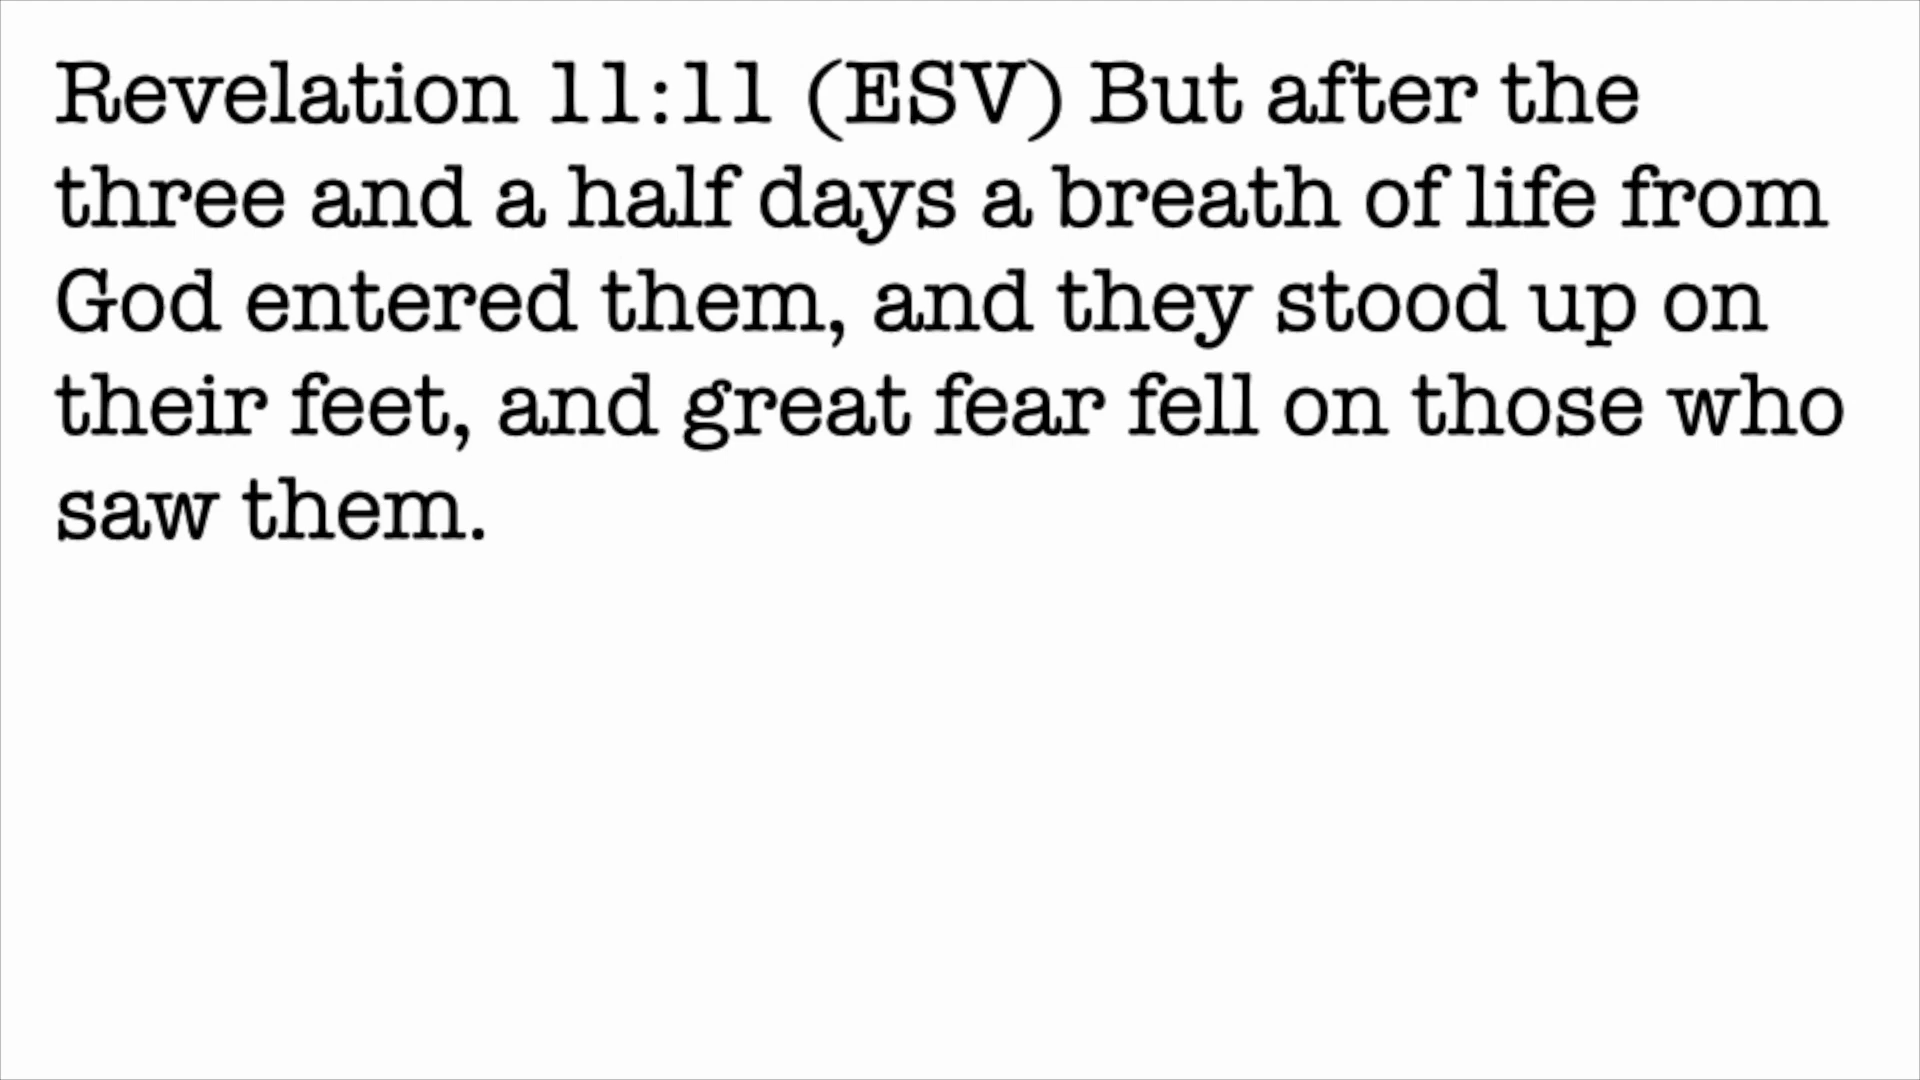 Revelation 11:11 (ESV) But after the
three and a half days a breath of life from
God entered them, and they stood up on
their feet, and great fear fell on those who
saw them.